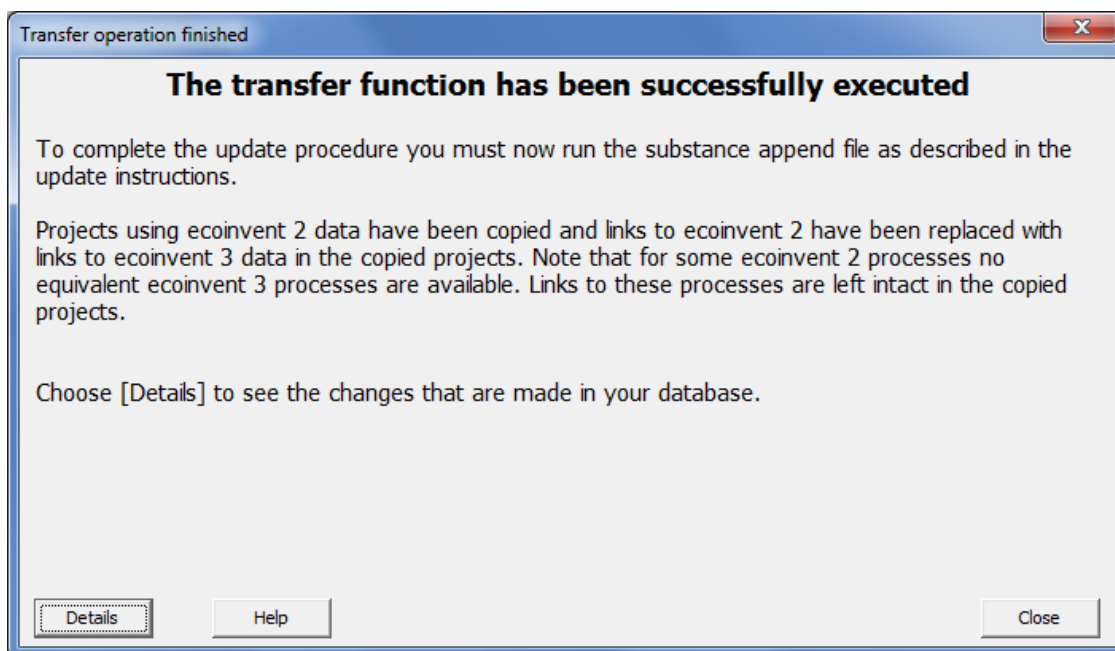 Transfer operation finished
X
The transfer function has been successfully executed
To complete the update procedure you must now run the substance append file as described in the
update instructions.
Projects using ecoinvent 2 data have been copied and links to ecoinvent 2 have been replaced with
links to ecoinvent 3 data in the copied projects. Note that for some ecoinvent 2 processes no
equivalent ecoinvent 3 processes are available. Links to these processes are left intact in the copied
projects.
Choose [Details] to see the changes that are made in your database.
Details Help Close